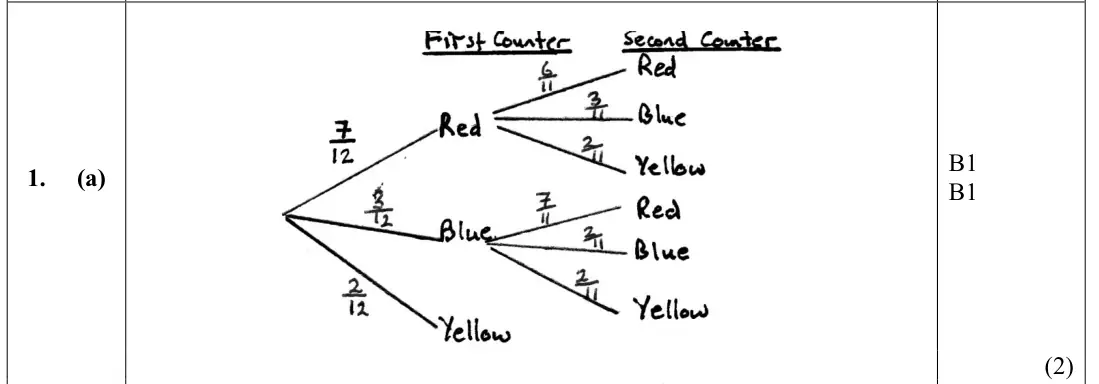 First Counter Second Counter
6/11 Red
3/11 Blue
7/12 Red
2/11 Yellow
1. (a)
B1
B1
3/12 Blue
7/11 Red
2/11 Blue
2/12
2/11 Yellow
Yellow
(2)